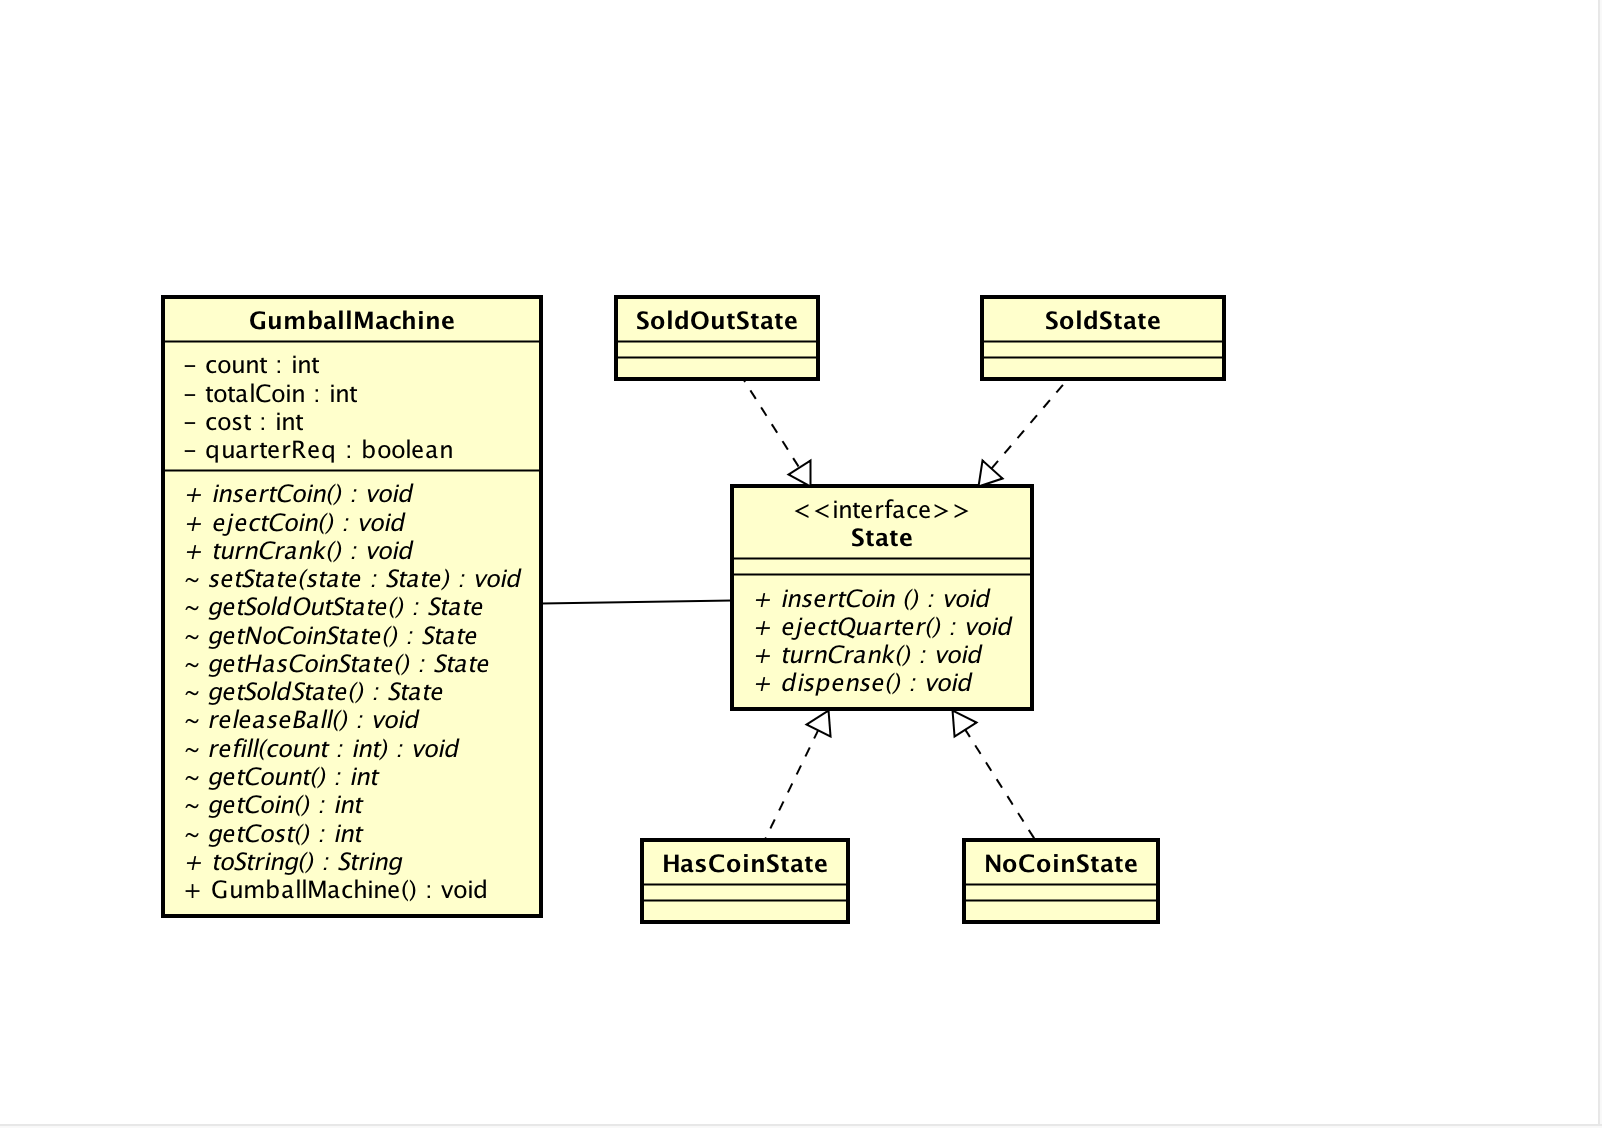 GumballMachine
– count : int
– totalCoin : int
– cost : int
– quarterReq : boolean
+ insertCoin() : void
+ ejectCoin() : void
+ turnCrank() : void
~ setState(state : State) : void
~ getSoldOutState() : State
~ getNoCoinState() : State
~ getHasCoinState() : State
~ getSoldState() : State
~ releaseBall() : void
~ refill(count : int) : void
~ getCount() : int
~ getCoin() : int
~ getCost() : int
+ toString() : String
+ GumballMachine() : void
SoldOutState
SoldState
<<interface>>
State
+ insertCoin () : void
+ ejectQuarter() : void
+ turnCrank() : void
+ dispense() : void
HasCoinState
NoCoinState